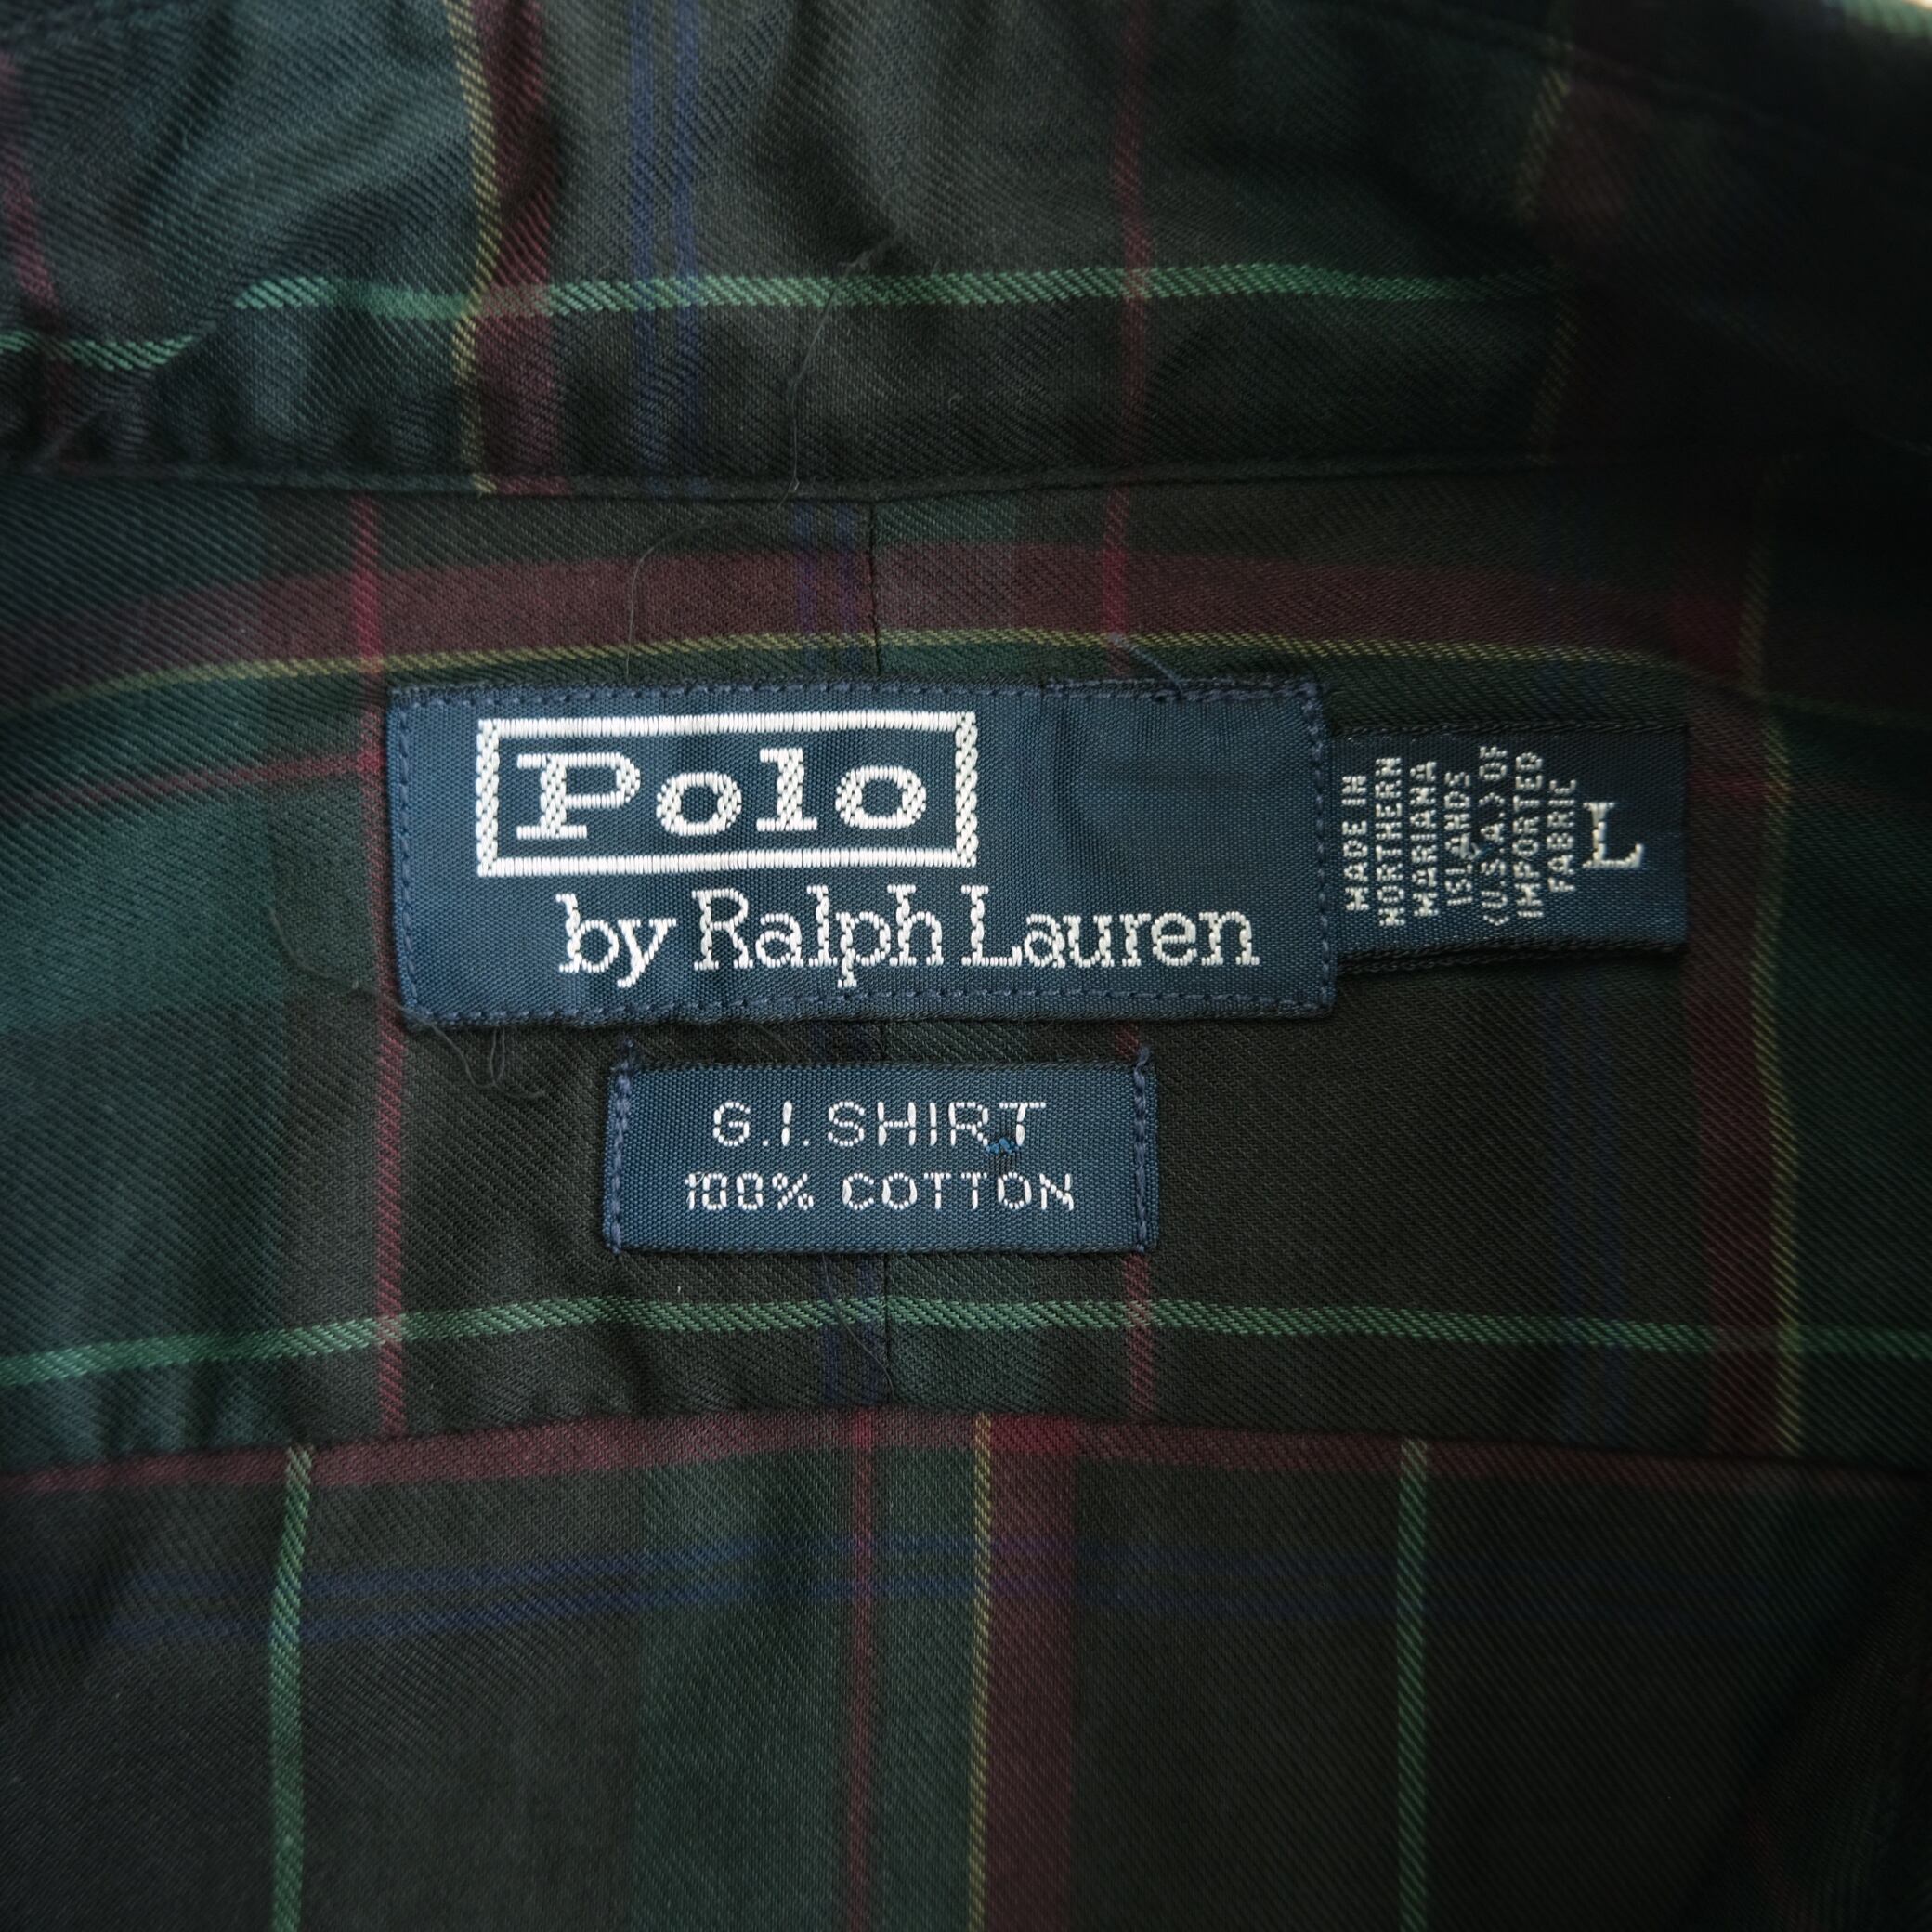 Polo
by Ralph Lauren
MADE IN
NORTHERN
MARIANA
ISLANDS
(U.S.A.) OF
IMPORTED
FABRIC
L
G.I. SHIRT
100% COTTON